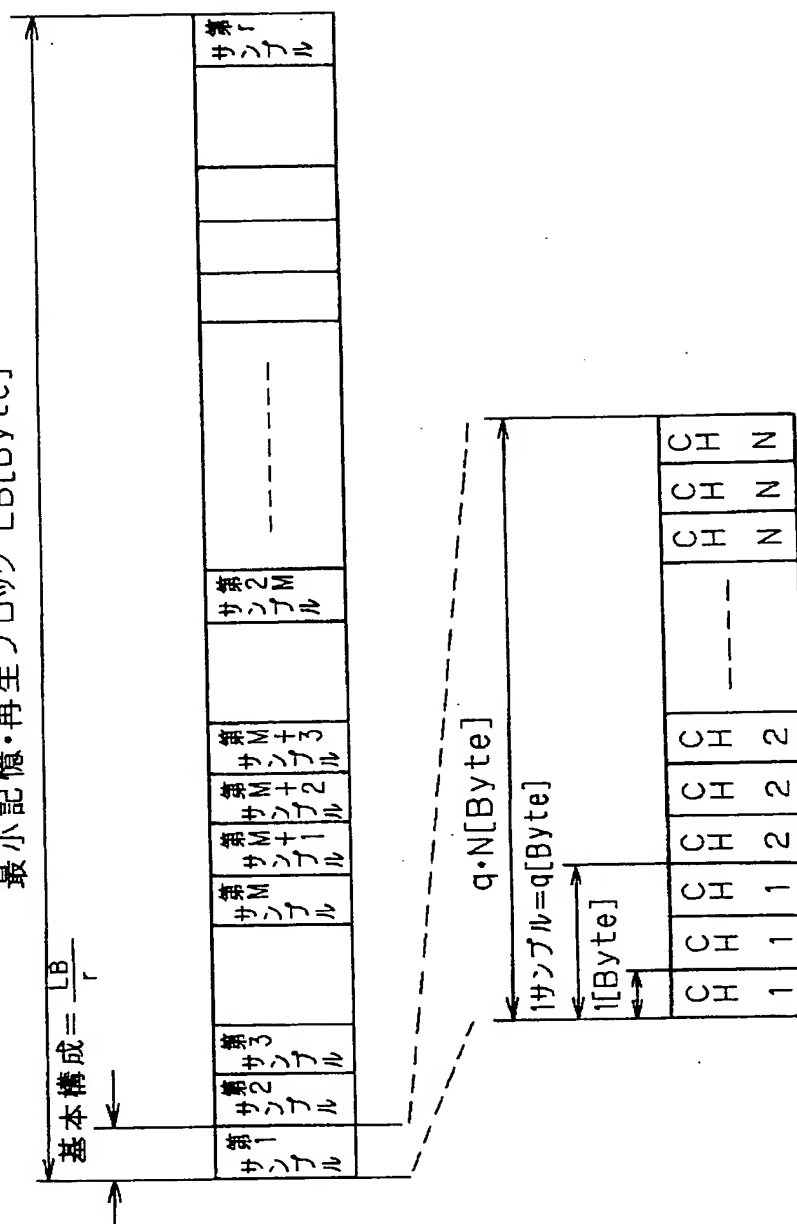 最小記憶・再生ブロック LB[Byte]
基本構成=LB/r
第1
サンプル
第2
サンプル
第3
サンプル
第M
サンプル
第M+1
サンプル
第M+2
サンプル
第M+3
サンプル
第2M
サンプル
第r
サンプル
q・N[Byte]
1サンプル=q[Byte]
1[Byte]
CH
1
CH
1
CH
1
CH
2
CH
2
CH
2
CH
N
CH
N
CH
N